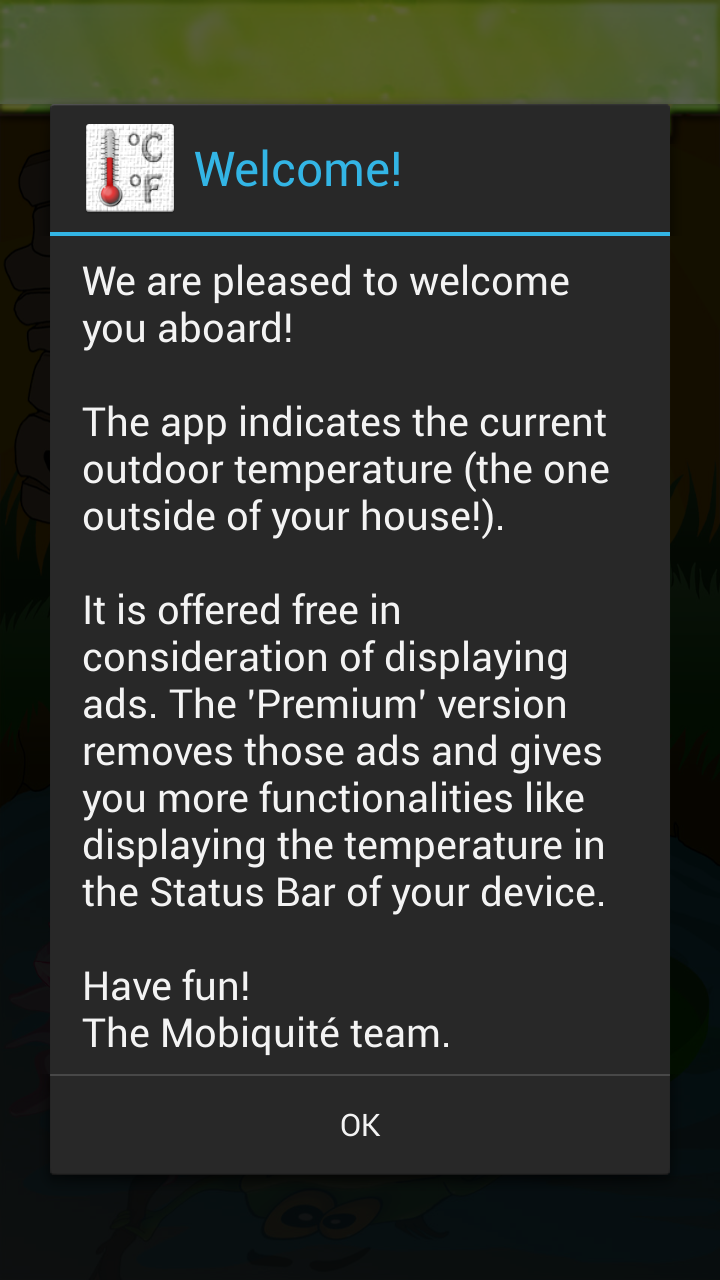 °C
°F
Welcome!
We are pleased to welcome
you aboard!
The app indicates the current
outdoor temperature (the one
outside of your house!).
It is offered free in
consideration of displaying
ads. The 'Premium' version
removes those ads and gives
you more functionalities like
displaying the temperature in
the Status Bar of your device.
Have fun!
The Mobiquité team.
OK